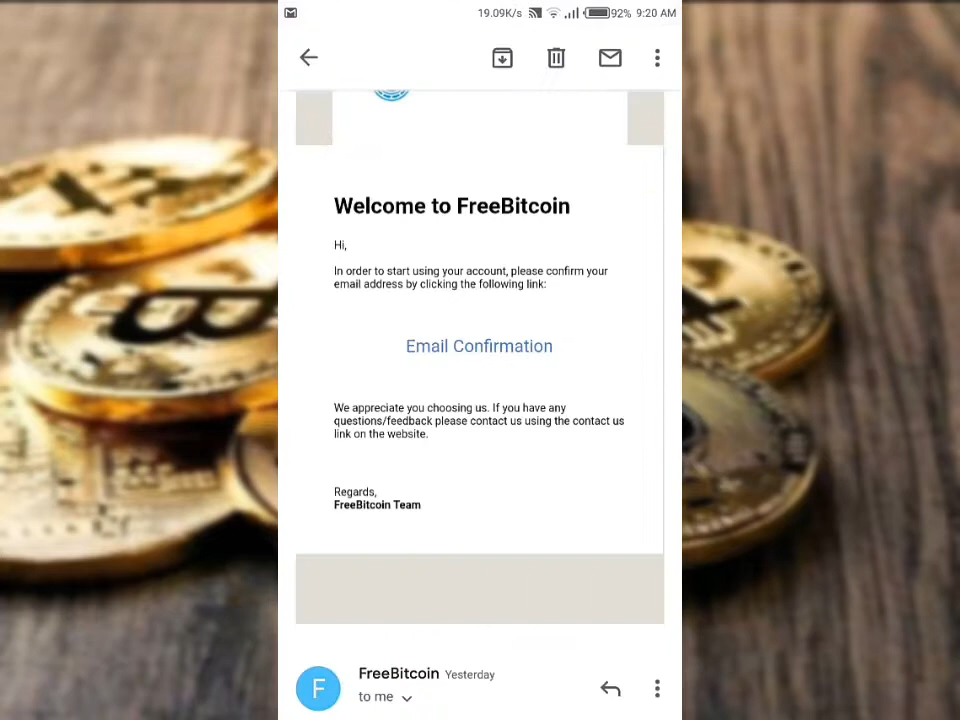 19.09K/s 92% 9:20 AM
Welcome to FreeBitcoin
Hi,
In order to start using your account, please confirm your
email address by clicking the following link:
Email Confirmation
We appreciate you choosing us. If you have any
questions/feedback please contact us using the contact us
link on the website.
Regards,
FreeBitcoin Team
F
FreeBitcoin Yesterday
to me